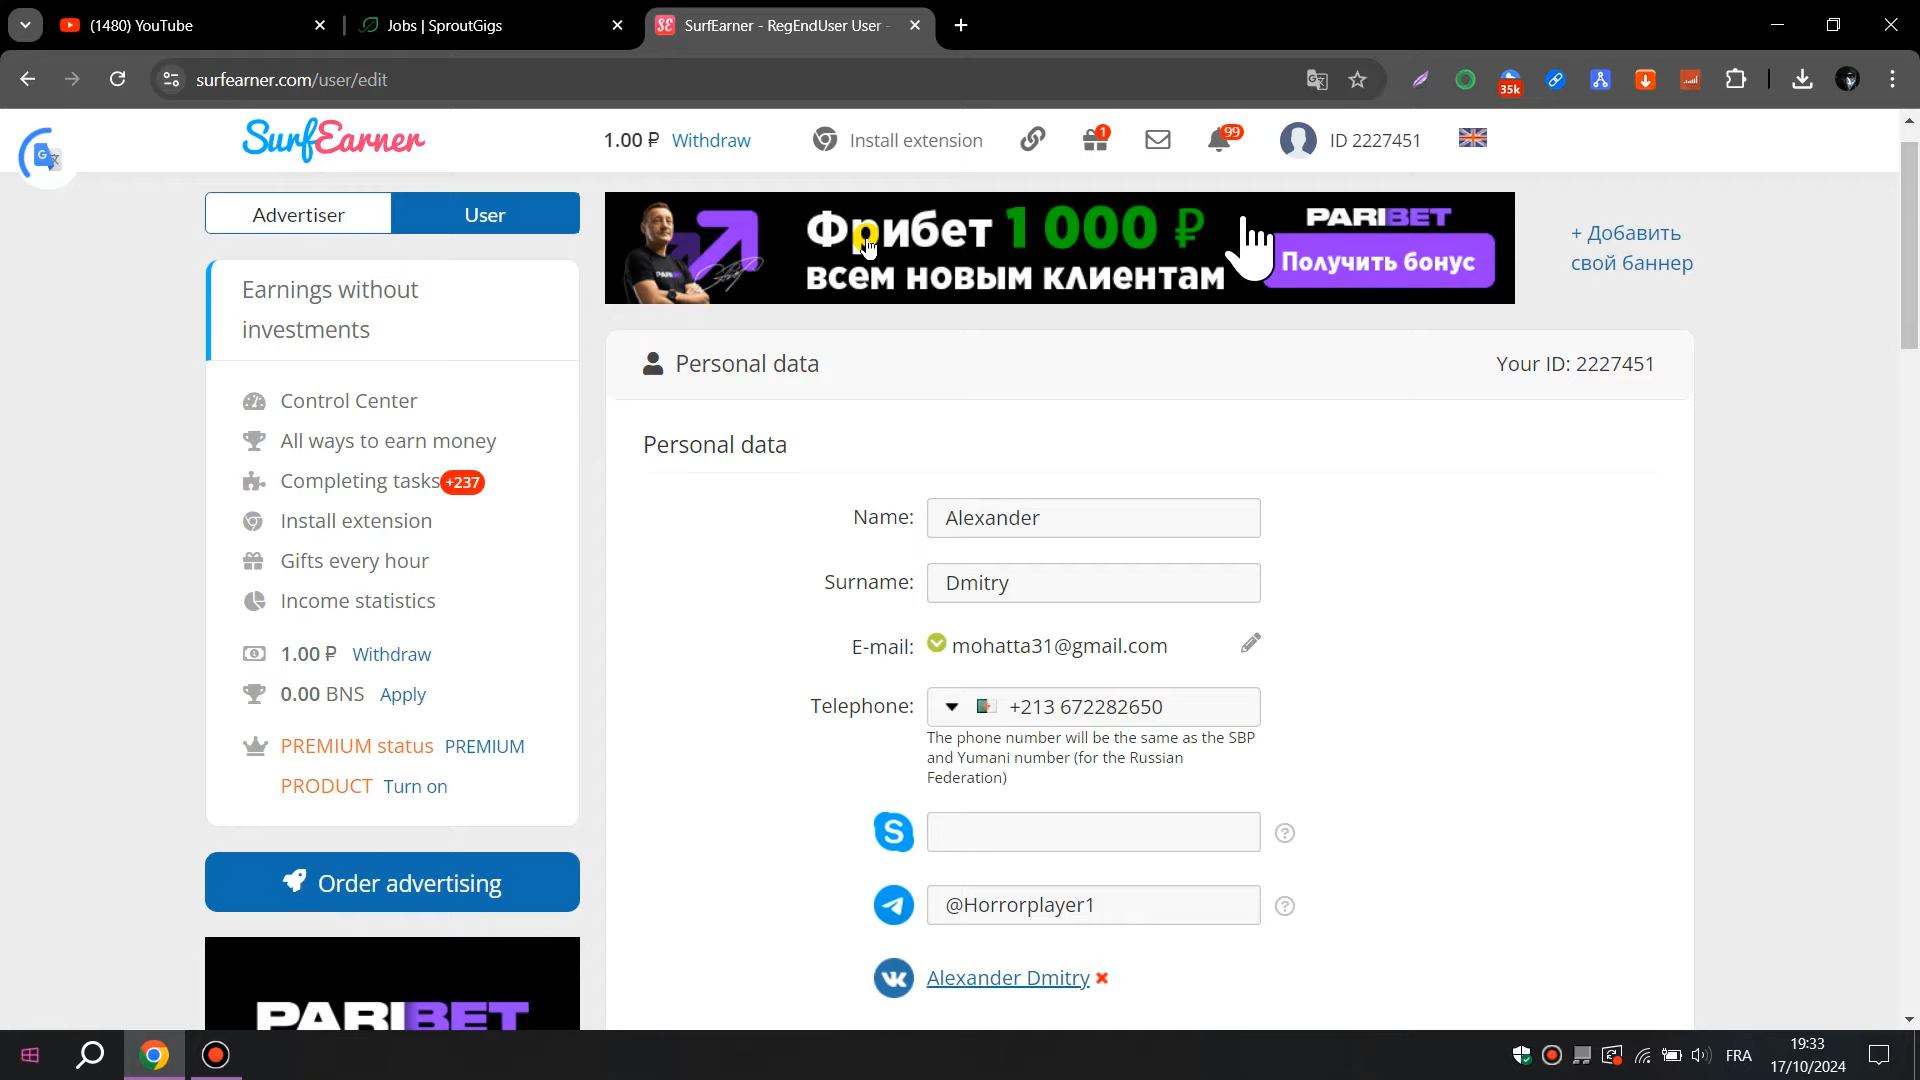 (1480) YouTube
Jobs | SproutGigs
SurfEarner - RegEndUser User -
surfearner.com/user/edit
35k
SurfEarner
1.00 ₽ Withdraw
Install extension
1
99
ID 2227451
Advertiser
User
Фрибет 1 000 ₽
всем новым клиентам
PARIBET
Получить бонус
+ Добавить
свой баннер
Earnings without
investments
Control Center
All ways to earn money
Completing tasks +237
Install extension
Gifts every hour
Income statistics
1.00 ₽ Withdraw
0.00 BNS Apply
PREMIUM status PREMIUM
PRODUCT Turn on
Order advertising
PARIBET
Personal data
Your ID: 2227451
Personal data
Name: Alexander
Surname: Dmitry
E-mail: mohatta31@gmail.com
Telephone: +213 672282650
The phone number will be the same as the SBP
and Yumani number (for the Russian
Federation)
@Horrorplayer1
Alexander Dmitry
FRA
19:33
17/10/2024